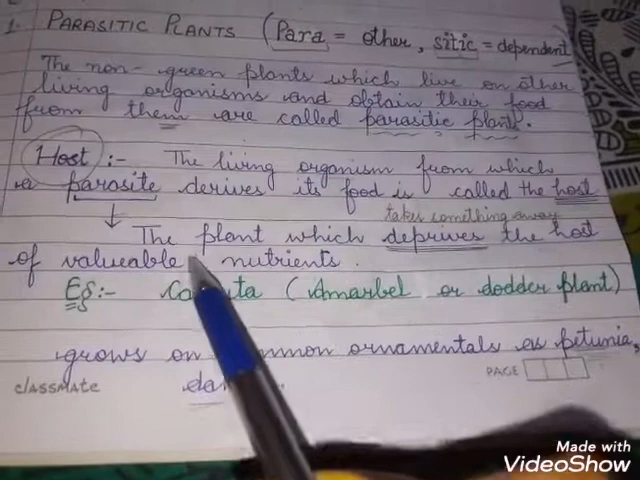 1. PARASITIC PLANTS (Para = other, sitic = dependent)
The non-green plants which live on other
living organisms and obtain their food
from them are called parasitic plant.
Host :- The living organism from which
a parasite derives its food is called the host
takes something away
The plant which deprives the host
of valueable nutrients.
Eg:- (Amarbel or dodder plant)
grows on ornamentals as petunia,
classmate
PAGE
Made with
VideoShow